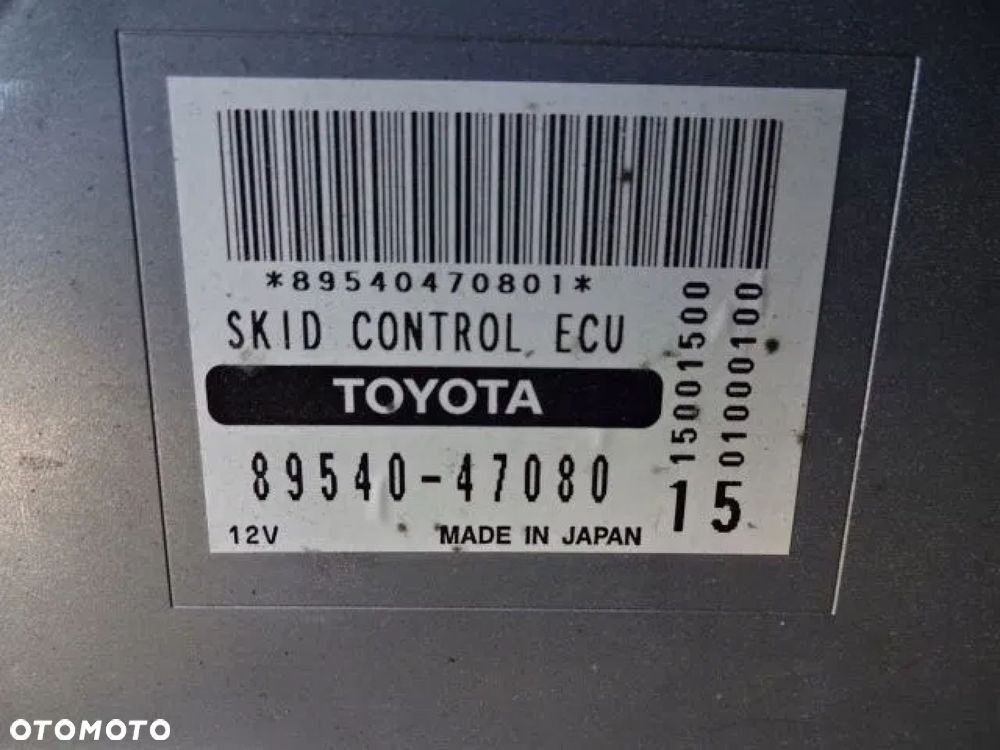 *89540470801*
SKID CONTROL ECU
TOYOTA
89540-47080
12V MADE IN JAPAN
15
15001500
01000100
OTOMOTO